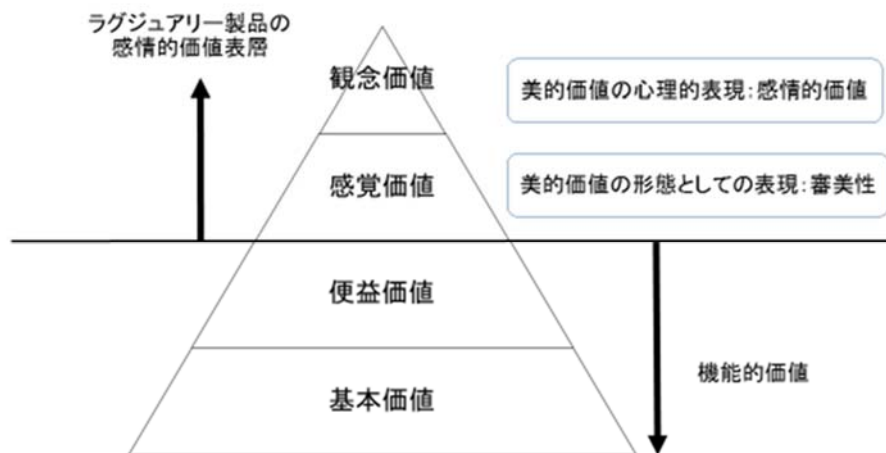 ラグジュアリー製品の
感情的価値表層
観念価値
美的価値の心理的表現：感情的価値
感覚価値
美的価値の形態としての表現：審美性
便益価値
機能的価値
基本価値